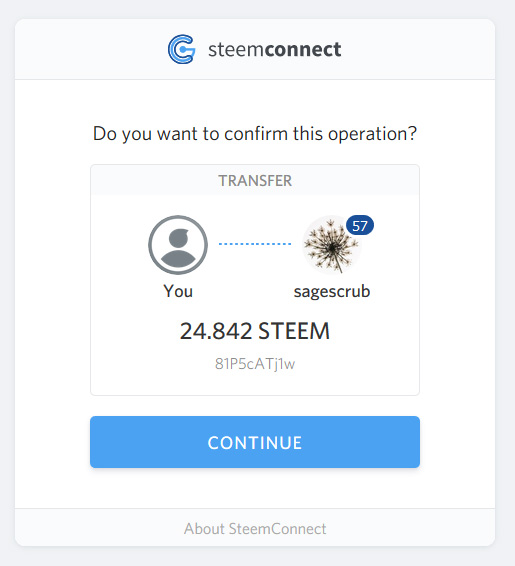 steemconnect
Do you want to confirm this operation?
TRANSFER
57
You
sagescrub
24.842 STEEM
81P5cATj1w
CONTINUE
About SteemConnect